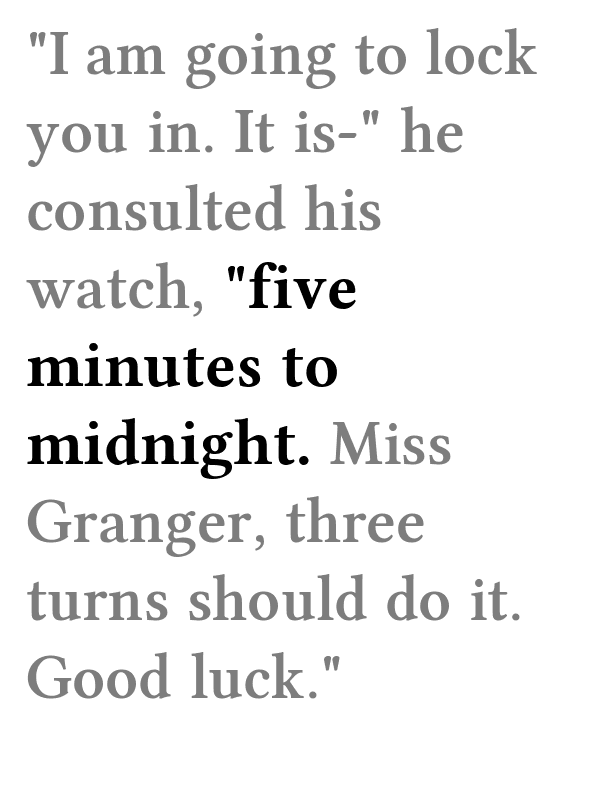 "I am going to lock
you in. It is-" he
consulted his
watch, "five
minutes to
midnight. Miss
Granger, three
turns should do it.
Good luck."